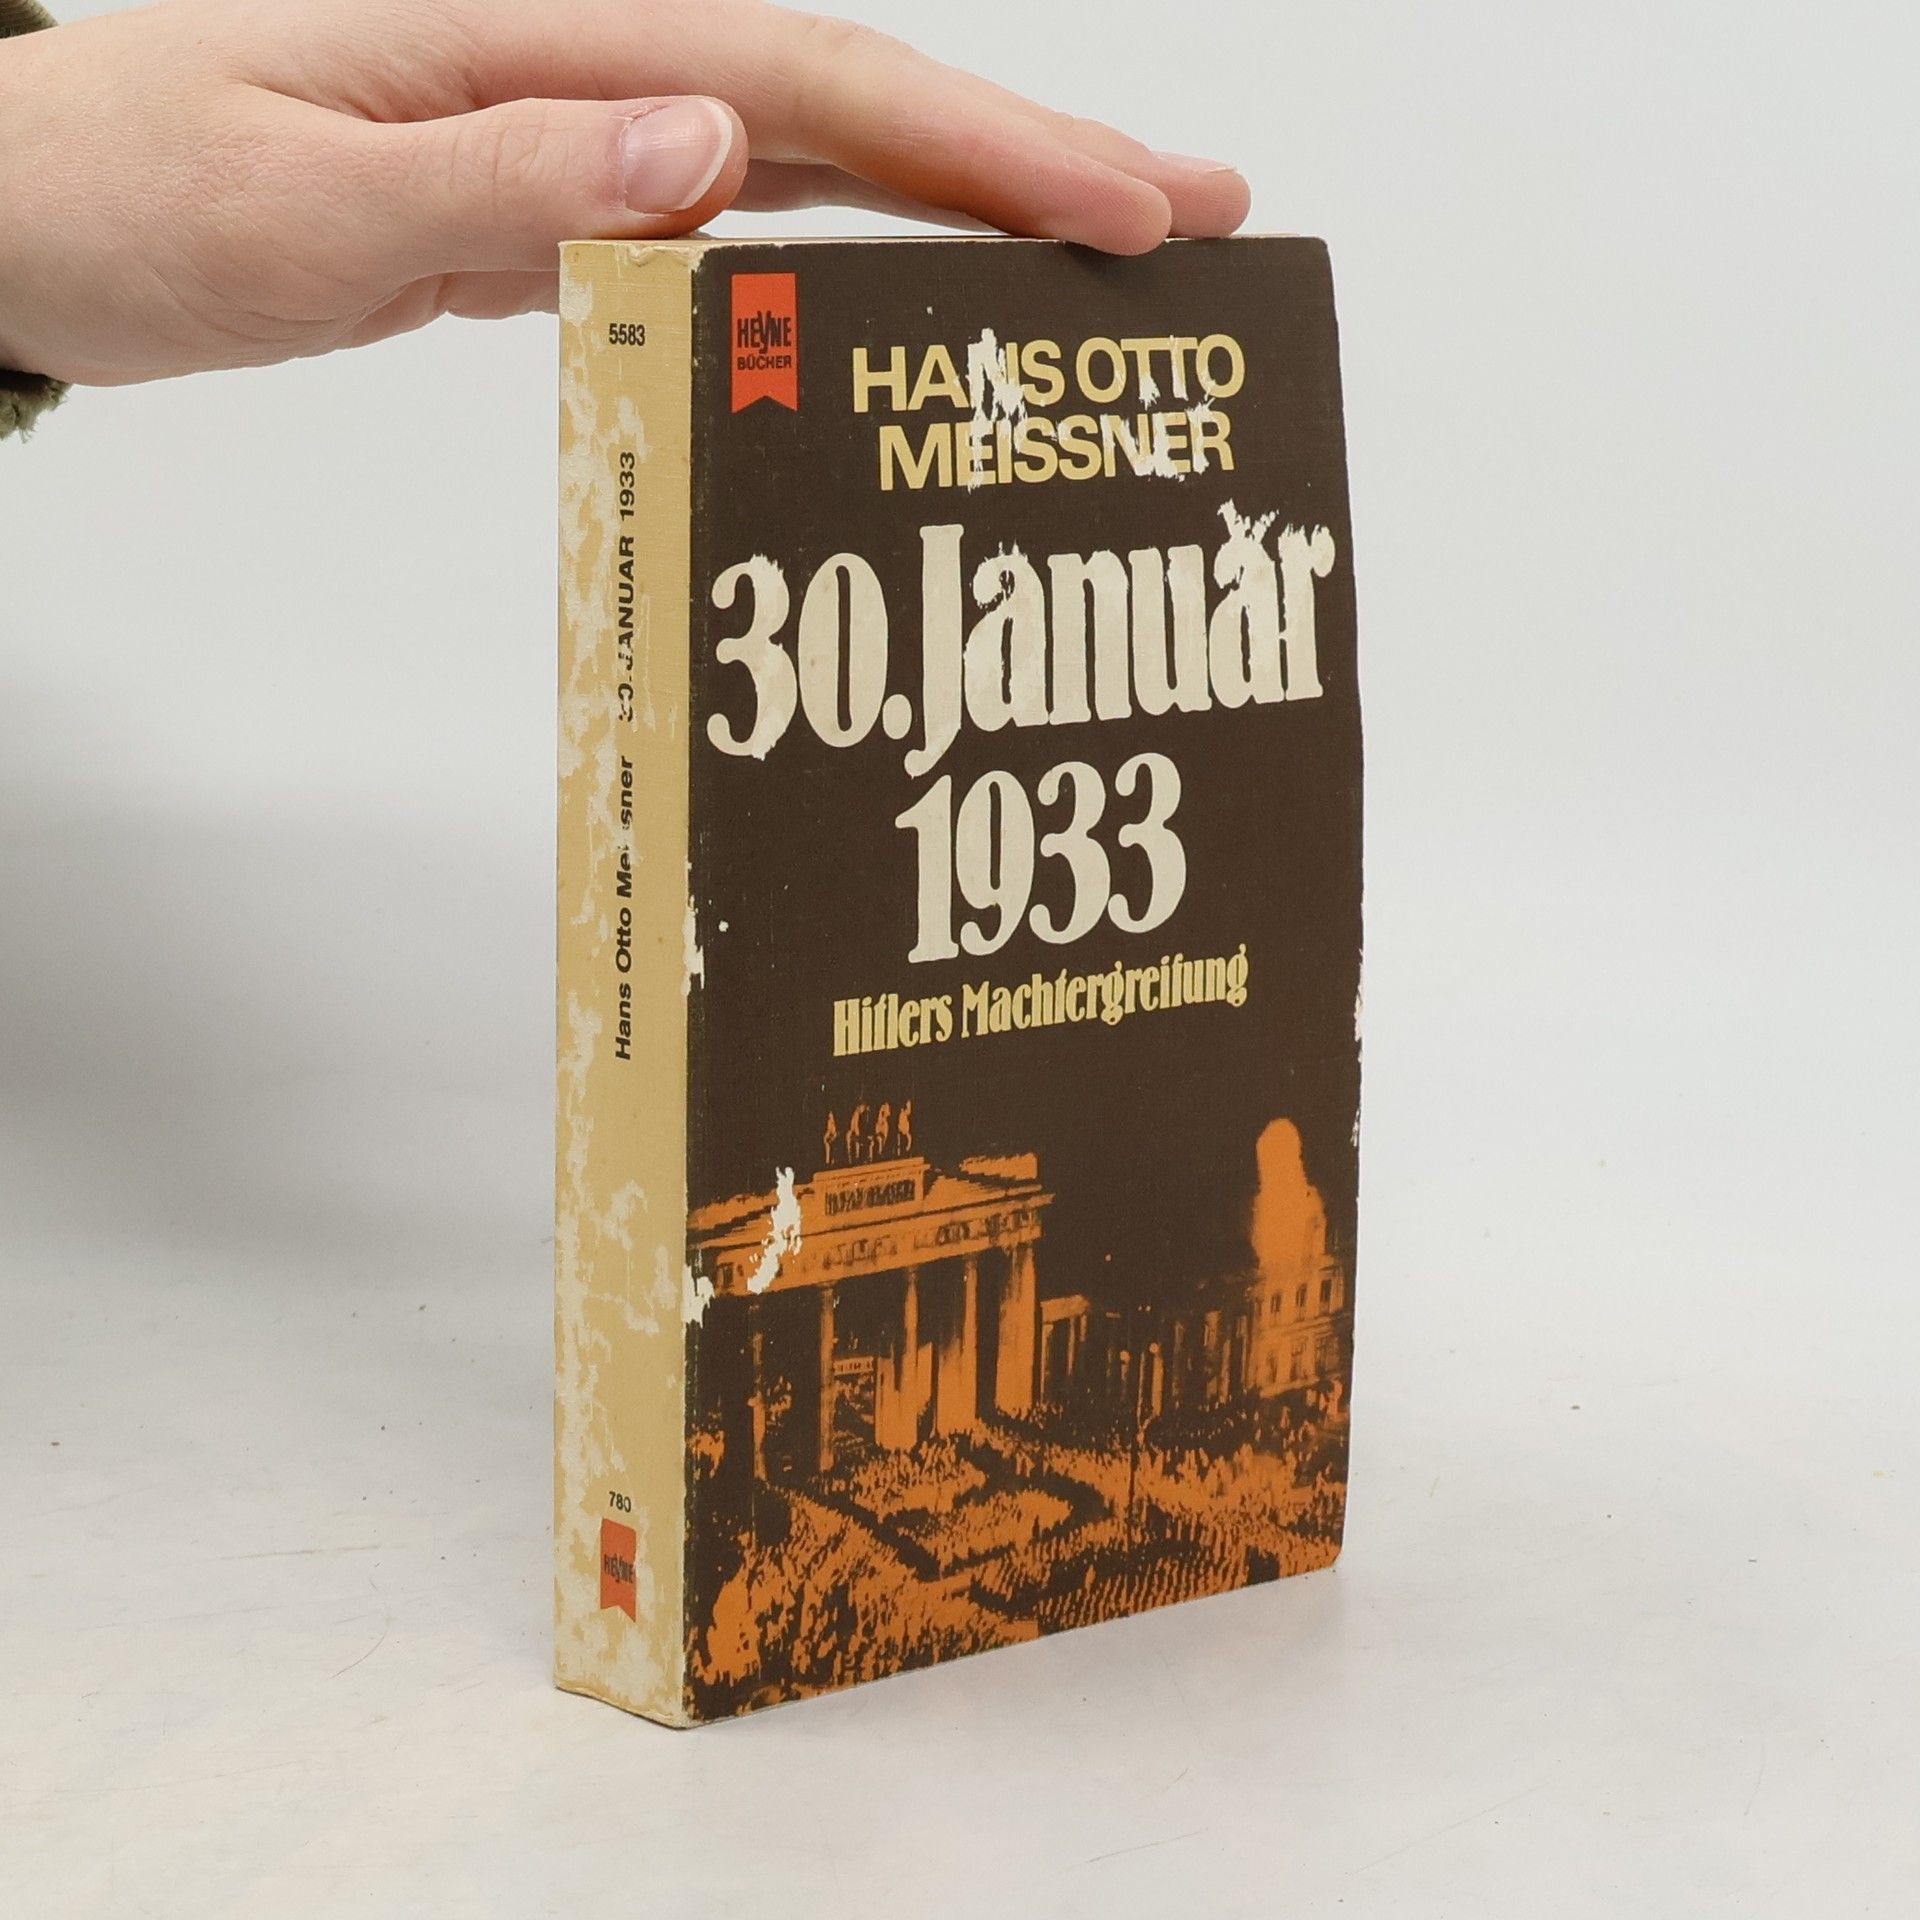 5583
Hans Otto Meissner 30. JANUAR 1933
780
HEYNE
HEYNE
BÜCHER
HANS OTTO
MEISSNER
30. Januar
1933
Hitlers Machtergreifung